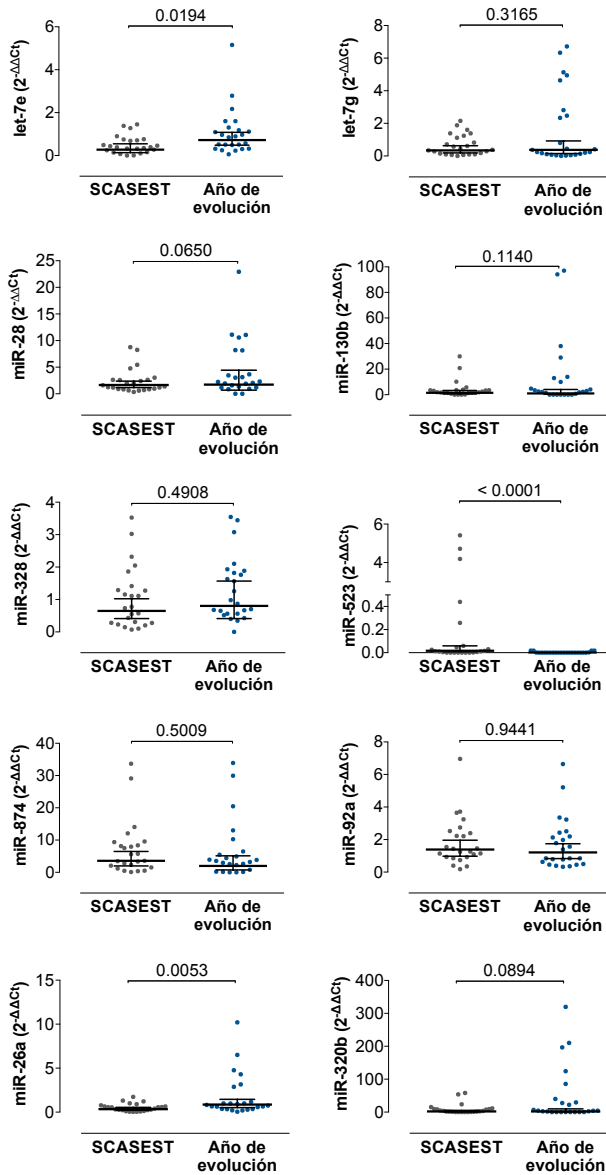 0.0194
let-7e (2-ΔΔCt)
6
4
2
0
SCASEST
Año de
evolución
0.3165
let-7g (2-ΔΔCt)
8
6
4
2
0
SCASEST
Año de
evolución
0.0650
miR-28 (2-ΔΔCt)
25
20
15
10
5
0
SCASEST
Año de
evolución
0.1140
miR-130b (2-ΔΔCt)
100
80
60
40
20
0
SCASEST
Año de
evolución
0.4908
miR-328 (2-ΔΔCt)
4
3
2
1
0
SCASEST
Año de
evolución
< 0.0001
miR-523 (2-ΔΔCt)
6
4
2
0.4
0.2
0.0
SCASEST
Año de
evolución
0.5009
miR-874 (2-ΔΔCt)
40
30
20
10
0
SCASEST
Año de
evolución
0.9441
miR-92a (2-ΔΔCt)
8
6
4
2
0
SCASEST
Año de
evolución
0.0053
miR-26a (2-ΔΔCt)
15
10
5
0
SCASEST
Año de
evolución
0.0894
miR-320b (2-ΔΔCt)
400
300
200
100
0
SCASEST
Año de
evolución